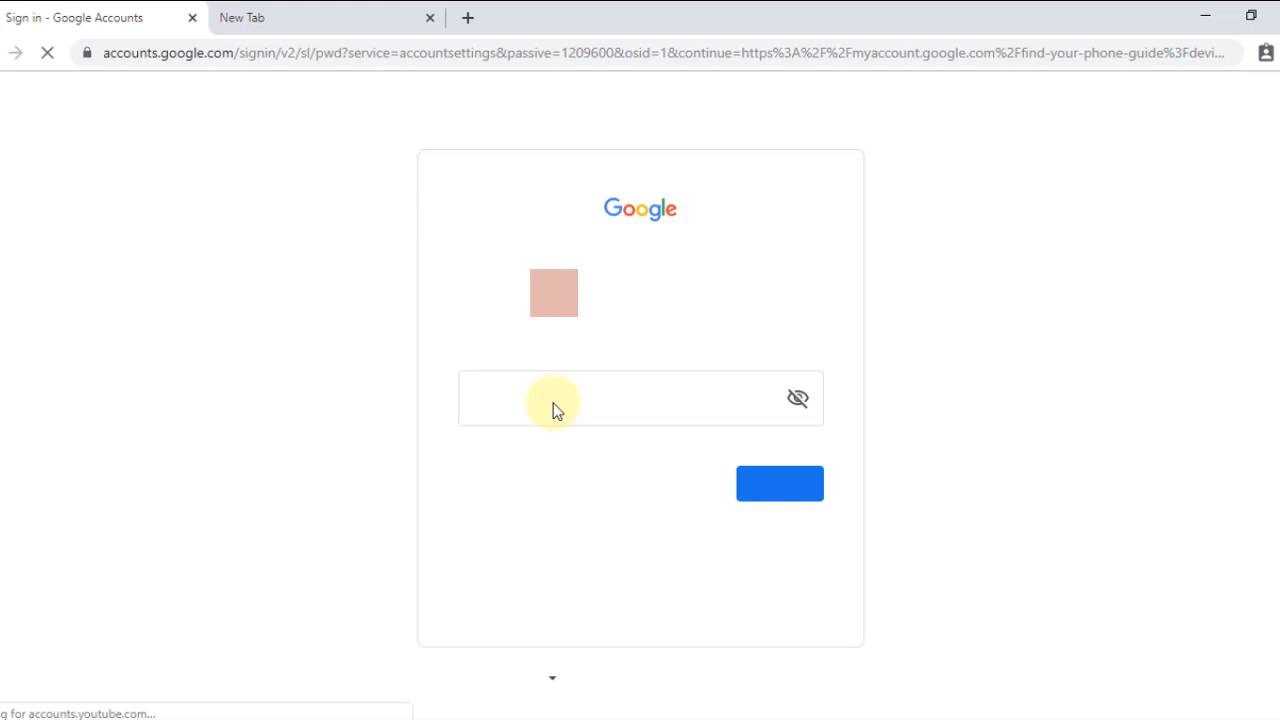 Sign in - Google Accounts
New Tab
accounts.google.com/signin/v2/sl/pwd?service=accountsettings&passive=1209600&osid=1&continue=https%3A%2F%2Fmyaccount.google.com%2Ffind-your-phone-guide%3Fdevi...
Google
g for accounts.youtube.com...